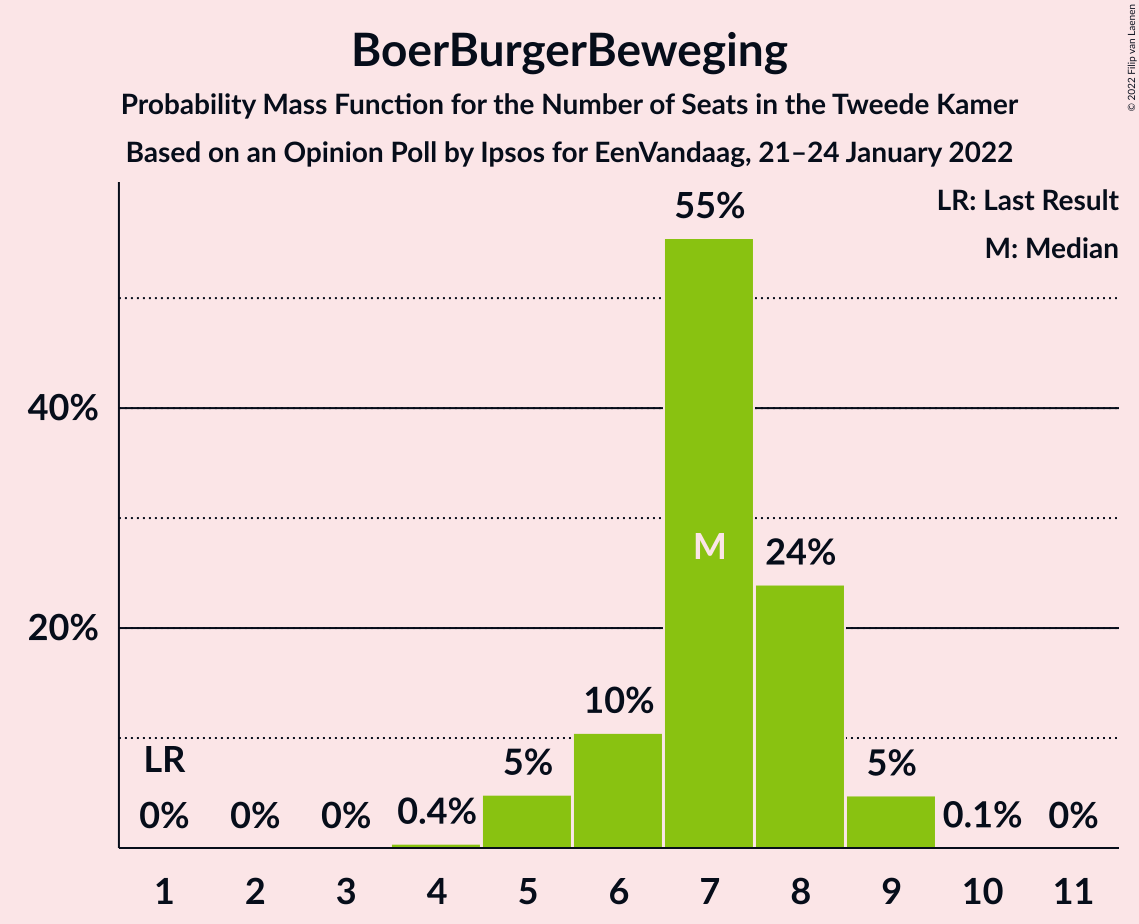 BoerBurgerBeweging
Probability Mass Function for the Number of Seats in the Tweede Kamer
Based on an Opinion Poll by Ipsos for EenVandaag, 21–24 January 2022
© 2022 Filip van Laenen
LR: Last Result
M: Median
55%
40%
M
24%
20%
10%
LR
5%
5%
0%
0%
0%
0.4%
0.1%
0%
1 2 3 4 5 6 7 8 9 10 11